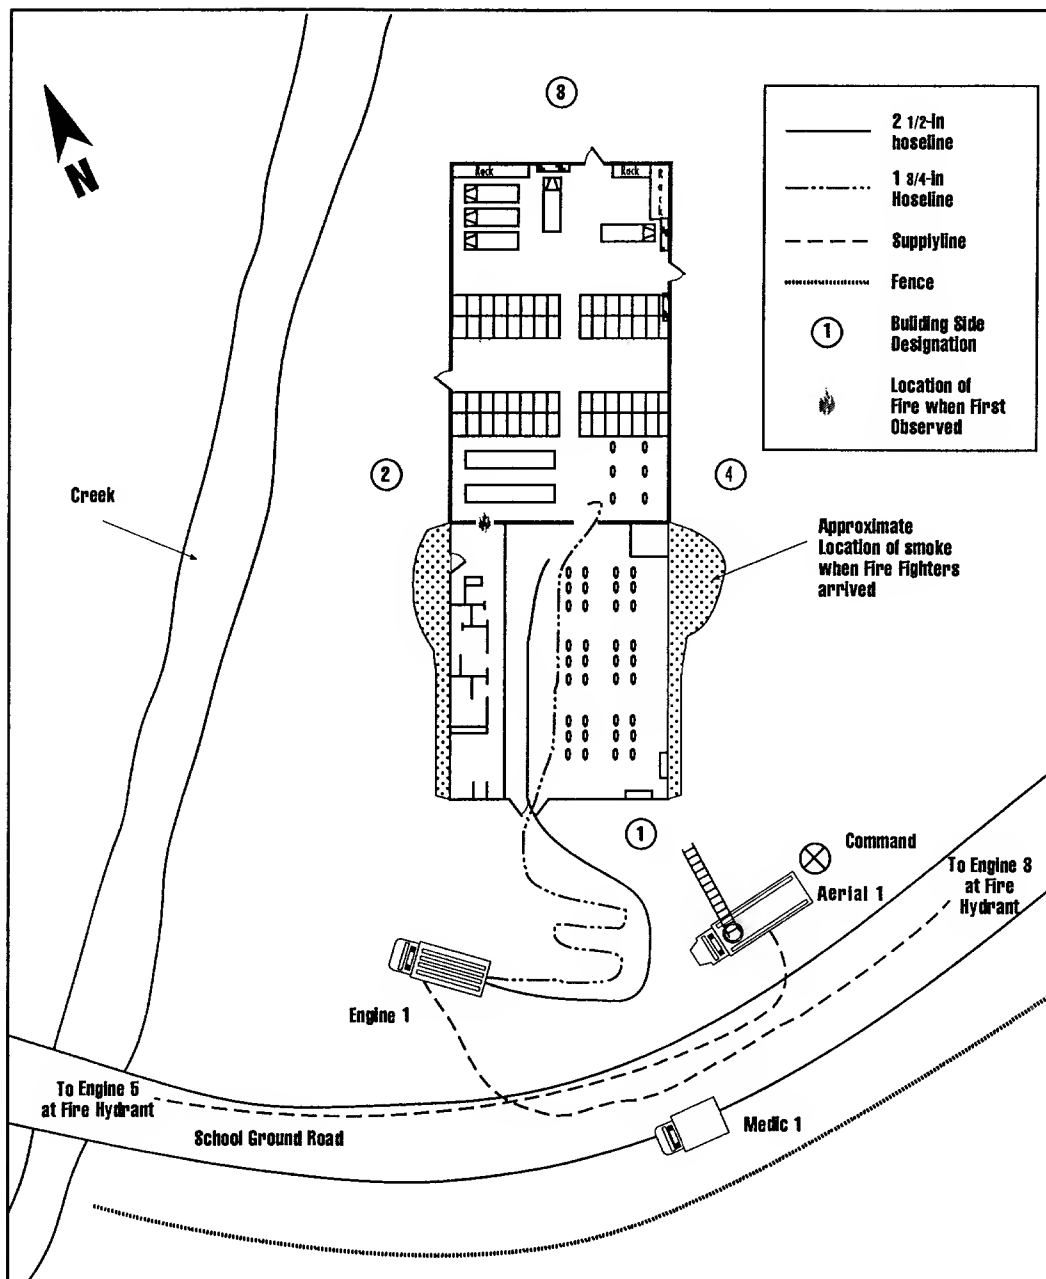 3
2 1/2-in
hoseline
1 3/4-in
Hoseline
Supplyline
Fence
1
Building Side
Designation
Location of
Fire when First
Observed
N
Rack
Rack
Rack
2
4
Creek
Approximate
Location of smoke
when Fire Fighters
arrived
1
Command
Aerial 1
To Engine 3
at Fire
Hydrant
Engine 1
To Engine 5
at Fire Hydrant
School Ground Road
Medic 1